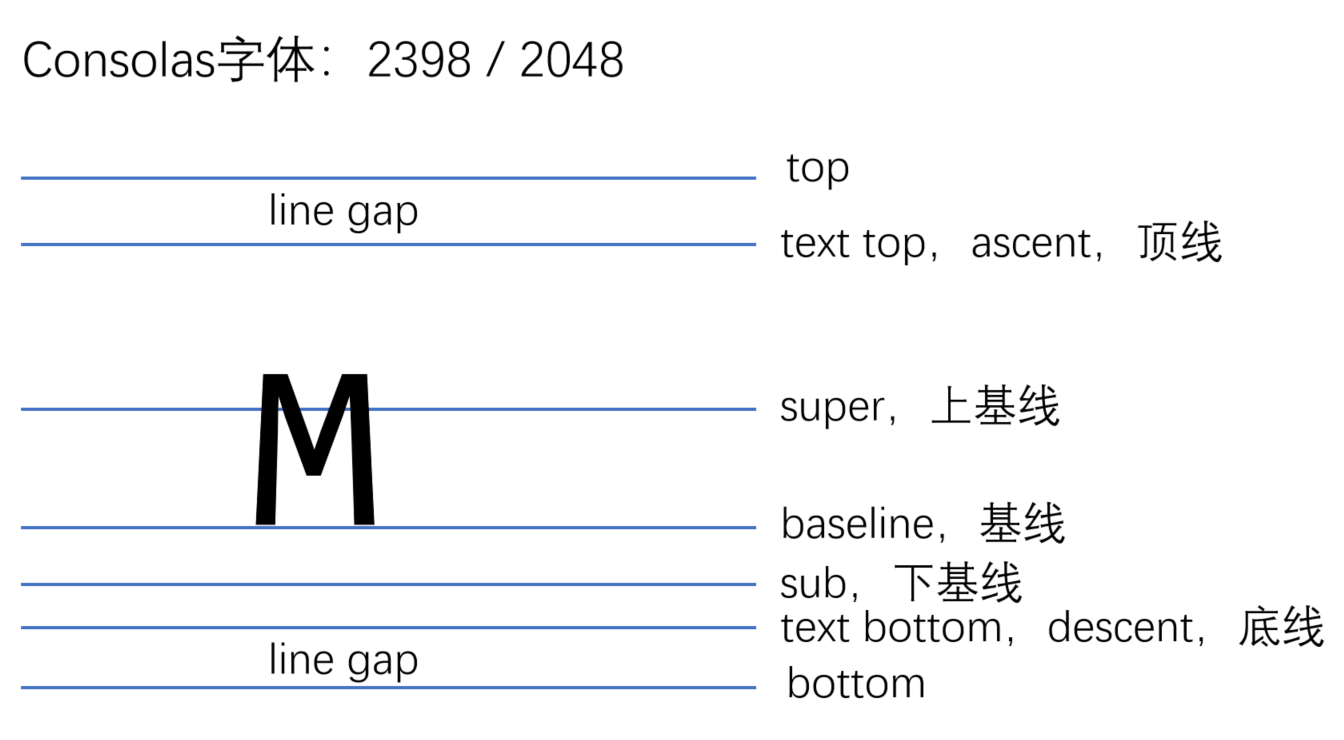 Consolas字体：2398 / 2048
top
line gap
text top，ascent，顶线
M
super，上基线
baseline，基线
sub，下基线
text bottom，descent，底线
line gap
bottom